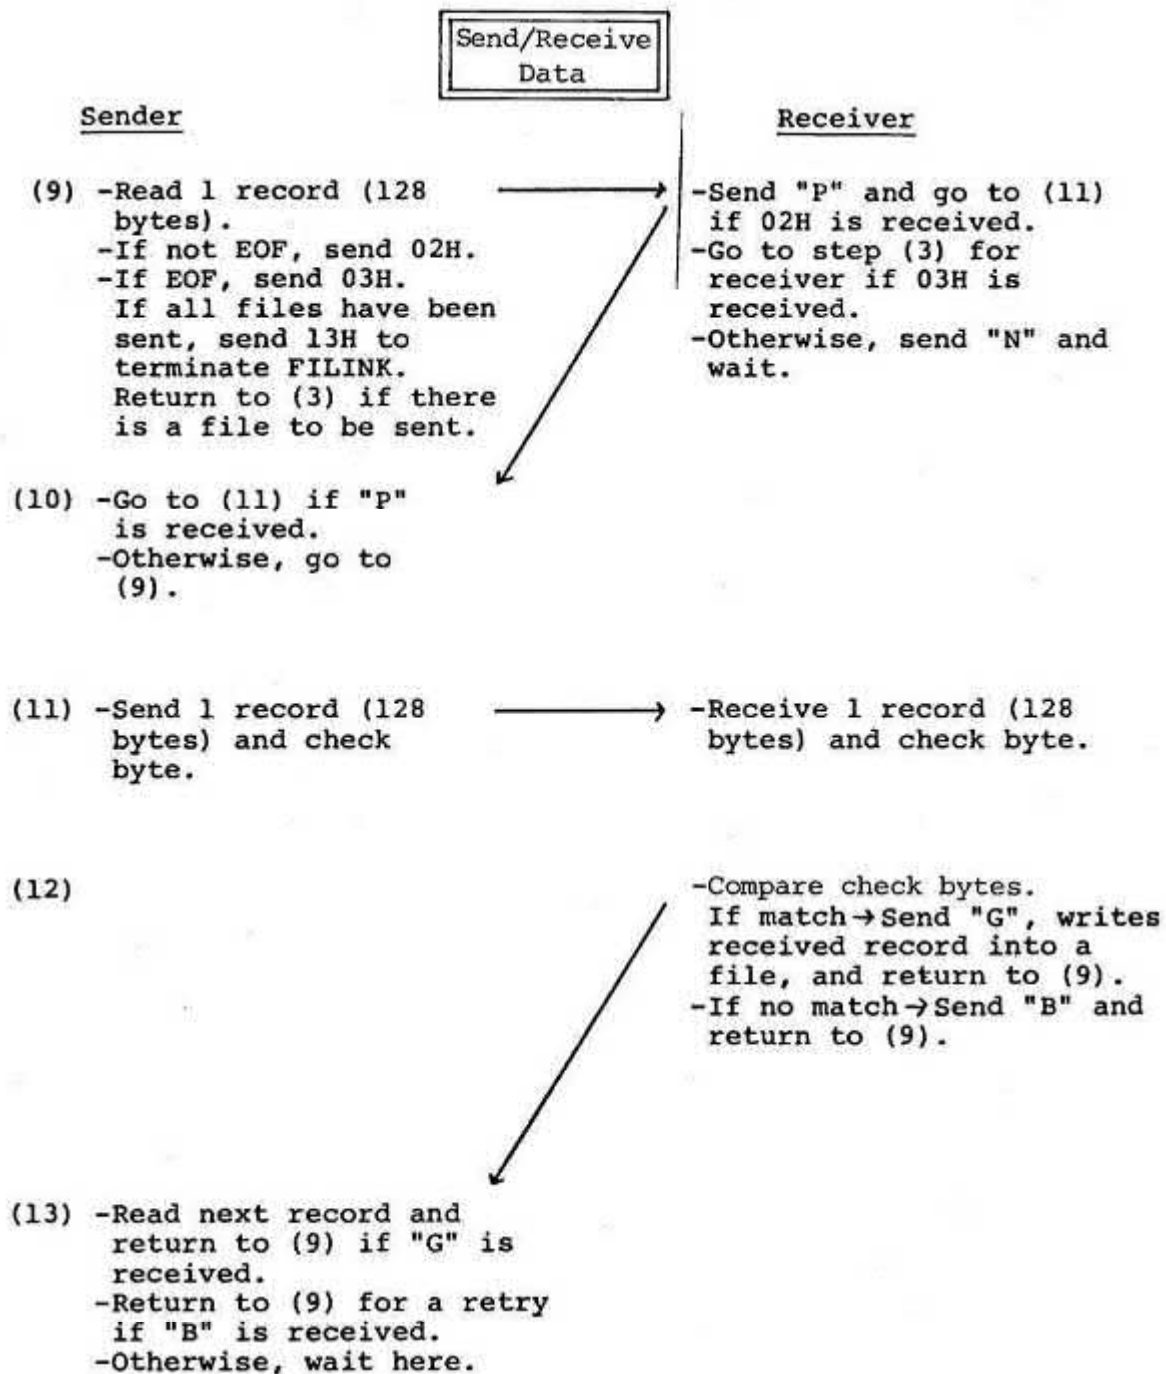 Send/Receive
Data
Sender
Receiver
(9) -Read 1 record (128
bytes).
-If not EOF, send 02H.
-If EOF, send 03H.
If all files have been
sent, send 13H to
terminate FILINK.
Return to (3) if there
is a file to be sent.
-Send "P" and go to (11)
if 02H is received.
-Go to step (3) for
receiver if 03H is
received.
-Otherwise, send "N" and
wait.
(10) -Go to (11) if "P"
is received.
-Otherwise, go to
(9).
(11) -Send 1 record (128
bytes) and check
byte.
-Receive 1 record (128
bytes) and check byte.
(12)
-Compare check bytes.
If match→Send "G", writes
received record into a
file, and return to (9).
-If no match→Send "B" and
return to (9).
(13) -Read next record and
return to (9) if "G" is
received.
-Return to (9) for a retry
if "B" is received.
-Otherwise, wait here.